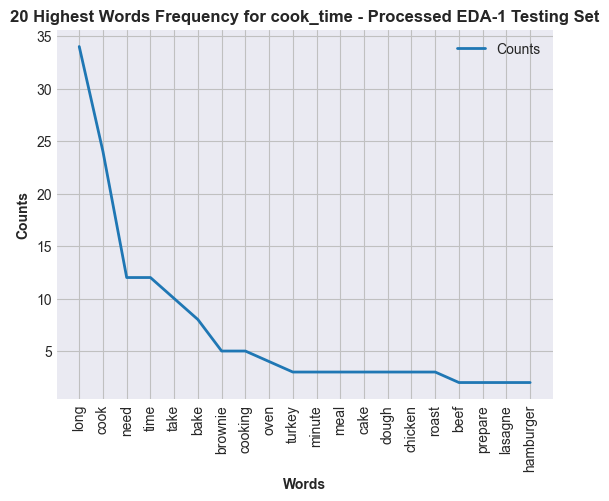 20 Highest Words Frequency for cook_time - Processed EDA-1 Testing Set
Counts
35
30
25
20
15
10
5
Counts
long
cook
need
time
take
bake
brownie
cooking
oven
turkey
minute
meal
cake
dough
chicken
roast
beef
prepare
lasagne
hamburger
Words